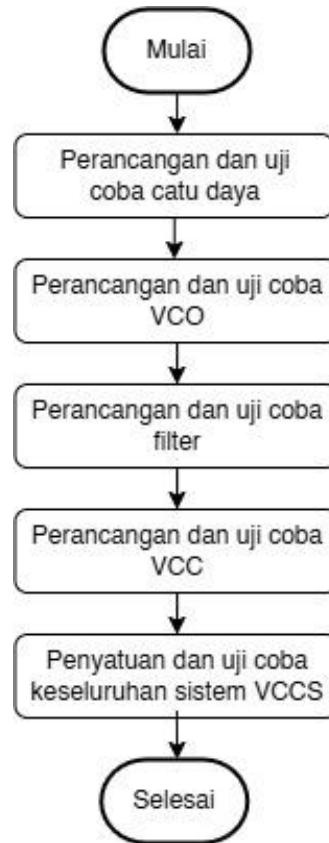 Mulai
Perancangan dan uji
coba catu daya
Perancangan dan uji coba
VCO
Perancangan dan uji coba
filter
Perancangan dan uji coba
VCC
Penyatuan dan uji coba
keseluruhan sistem VCCS
Selesai